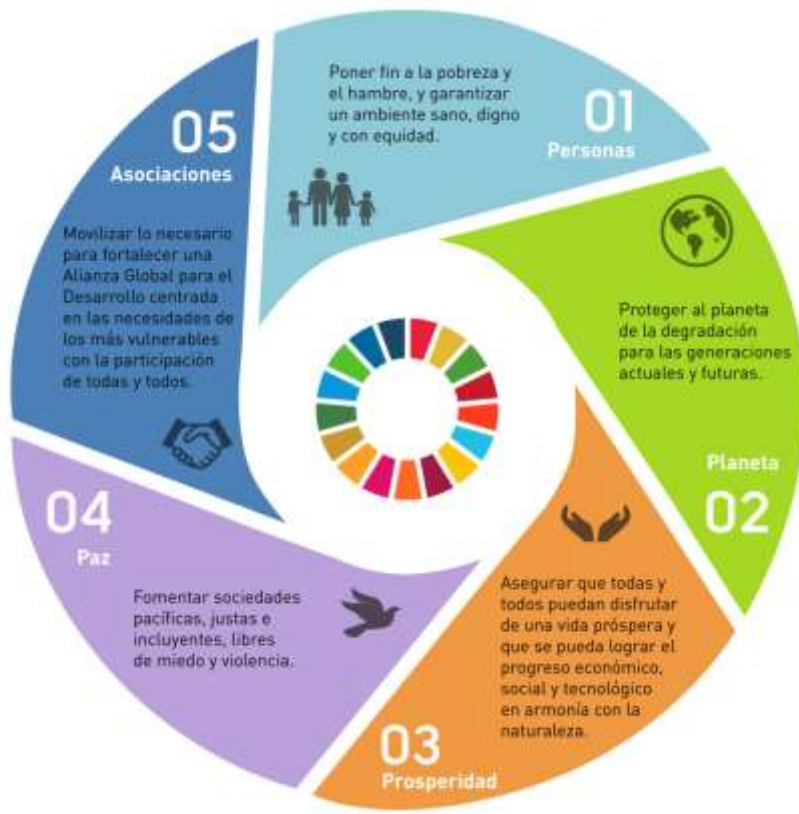 Poner fin a la pobreza y
el hambre, y garantizar
un ambiente sano, digno
y con equidad.
01
Personas
Proteger al planeta
de la degradación
para las generaciones
actuales y futuras.
Planeta
02
Asegurar que todas y
todos puedan disfrutar
de una vida próspera y
que se pueda lograr el
progreso económico,
social y tecnológico
en armonía con la
naturaleza.
03
Prosperidad
04
Paz
Fomentar sociedades
pacíficas, justas e
incluyentes, libres
de miedo y violencia.
05
Asociaciones
Movilizar lo necesario
para fortalecer una
Alianza Global para el
Desarrollo centrada
en las necesidades de
los más vulnerables
con la participación
de todas y todos.